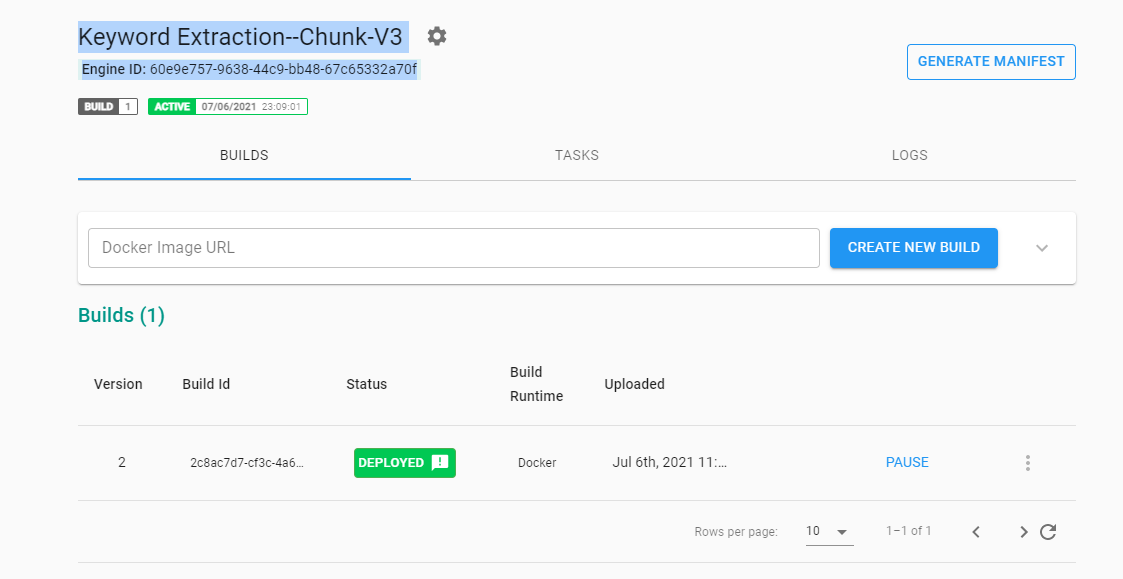 Keyword Extraction--Chunk-V3
Engine ID: 60e9e757-9638-44c9-bb48-67c65332a70f
GENERATE MANIFEST
BUILD 1 ACTIVE 07/06/2021 23:09:01
BUILDS TASKS LOGS
Docker Image URL CREATE NEW BUILD
Builds (1)
Version Build Id Status Build Runtime Uploaded
2 2c8ac7d7-cf3c-4a6... DEPLOYED Docker Jul 6th, 2021 11:... PAUSE
Rows per page: 10 1–1 of 1